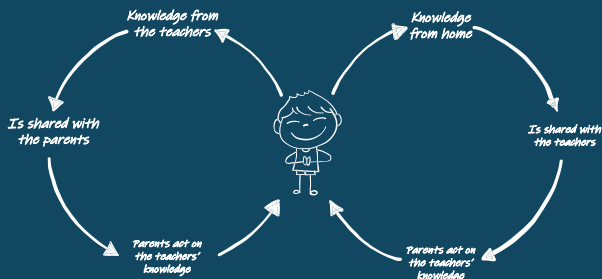 Knowledge from
the teachers
Is shared with
the parents
Parents act on
the teachers'
knowledge
Knowledge
from home
Is shared with
the teachers
Parents act on
the teachers'
knowledge